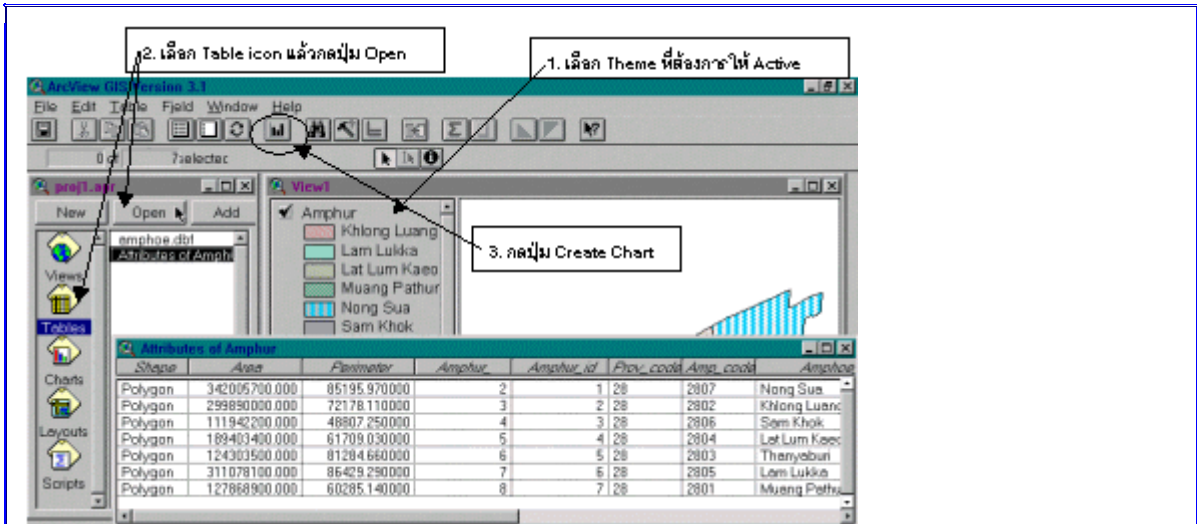 2. เลือก Table icon แล้วกดปุ่ม Open
1. เลือก Theme ที่ต้องการให้ Active
ArcView GIS Version 3.1
File Edit Table Field Window Help
0 of 7 selected
proj1.apr
View1
New Open Add
amphoe.dbf
Attributes of Amph
Views
Tables
Charts
Layouts
Scripts
Amphur
Khlong Luang
Lam Lukka
Lat Lum Kaeo
Muang Pathur
Nong Sua
Sam Khok
3. กดปุ่ม Create Chart
Attributes of Amphur
Shape Area Perimeter Amphur_ Amphur_id Prov_code Amp_code Amphoe
Polygon 342005700.000 85195.970000 2 1 28 2807 Nong Sua
Polygon 299890000.000 72178.110000 3 2 28 2802 Khlong Luang
Polygon 111942200.000 48807.250000 4 3 28 2806 Sam Khok
Polygon 189403400.000 61709.030000 5 4 28 2804 Lat Lum Kaeo
Polygon 124303500.000 81284.660000 6 5 28 2803 Thanyaburi
Polygon 311078100.000 86429.290000 7 6 28 2805 Lam Lukka
Polygon 127868900.000 60285.140000 8 7 28 2801 Muang Pathu